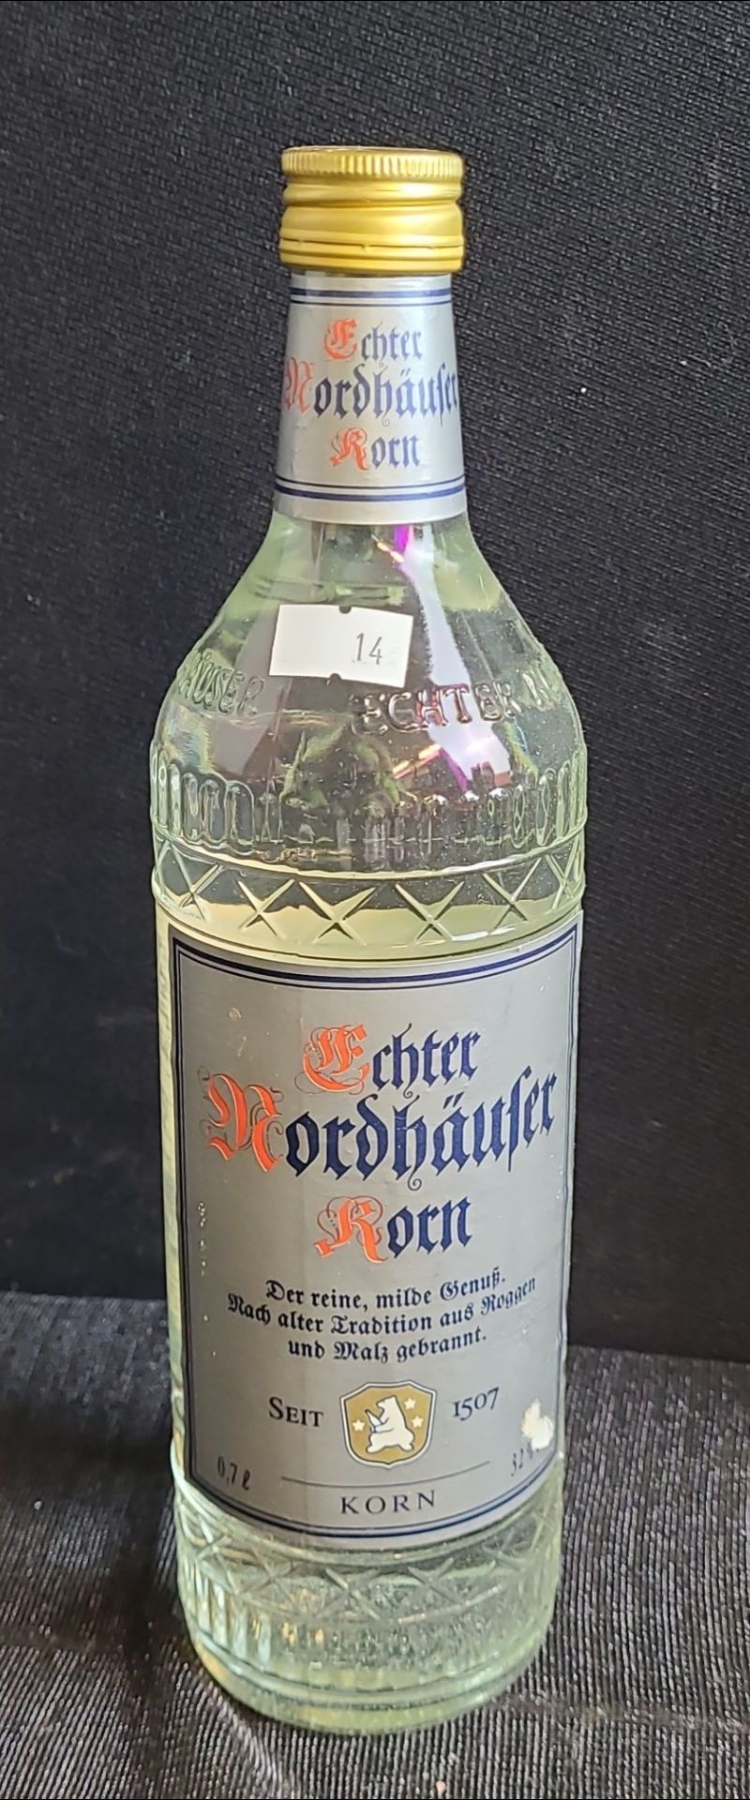 Echter
Nordhäuſer
Korn
14
ECHTER N
Echter
Nordhäuſer
Korn
Der reine, milde Genuß.
Nach alter Tradition aus Roggen
und Malz gebrannt.
SEIT 1507
0,7 ℓ
32%
KORN